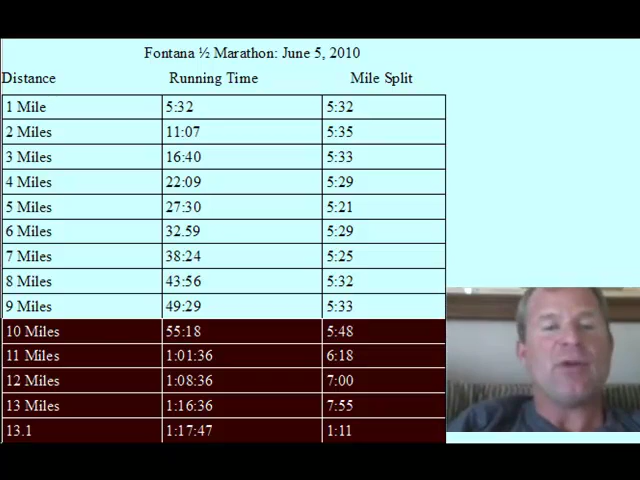 Fontana ½ Marathon: June 5, 2010
Distance Running Time Mile Split
1 Mile 5:32 5:32
2 Miles 11:07 5:35
3 Miles 16:40 5:33
4 Miles 22:09 5:29
5 Miles 27:30 5:21
6 Miles 32.59 5:29
7 Miles 38:24 5:25
8 Miles 43:56 5:32
9 Miles 49:29 5:33
10 Miles 55:18 5:48
11 Miles 1:01:36 6:18
12 Miles 1:08:36 7:00
13 Miles 1:16:36 7:55
13.1 1:17:47 1:11